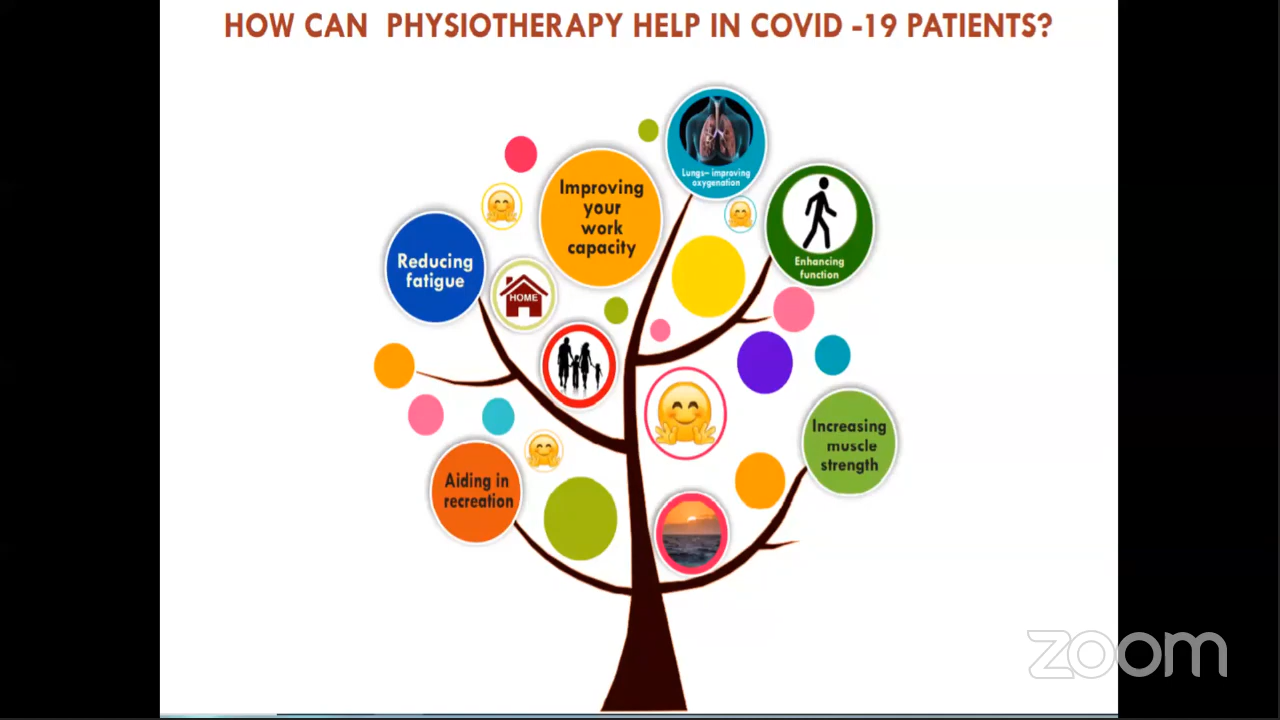 HOW CAN PHYSIOTHERAPY HELP IN COVID -19 PATIENTS?
Lungs– improving
oxygenation
Improving
your
work
capacity
Enhancing
function
Reducing
fatigue
HOME
Increasing
muscle
strength
Aiding in
recreation
zoom